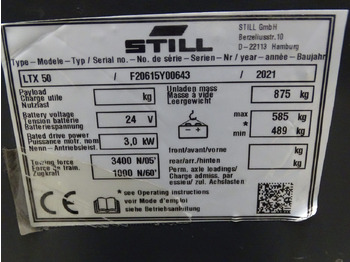 STILL
STILL GmbH
Berzeliusstr.10
D-22113 Hamburg
Type-Modele-Typ / Serial no.-No. de série-Serien-Nr / year-année-Baujahr
LTX 50 / F20615Y00643 / 2021
Payload
Charge utile
Nutzlast
kg
Unladen mass
Masse à vide
Leergewicht
875 kg
Battery voltage
Tension batterie
Batteriespannung
24 V
max 585 kg
* min 489 kg
Rated drive power
Puissance motr. nom
Nenn-Antriebsleist.
3,0 kW
front/avant/vorne
kg
rear/arr./hinten
kg
Towing force
Force de train.
Zugkraft
3400 N/05'
1000 N/60'
Perm. axle loadings/
Charge admiss. par
essieu / zul. Achslasten
*see Operating instructions
voir Mode d'emploi
siehe Betriebsanleitung
CE